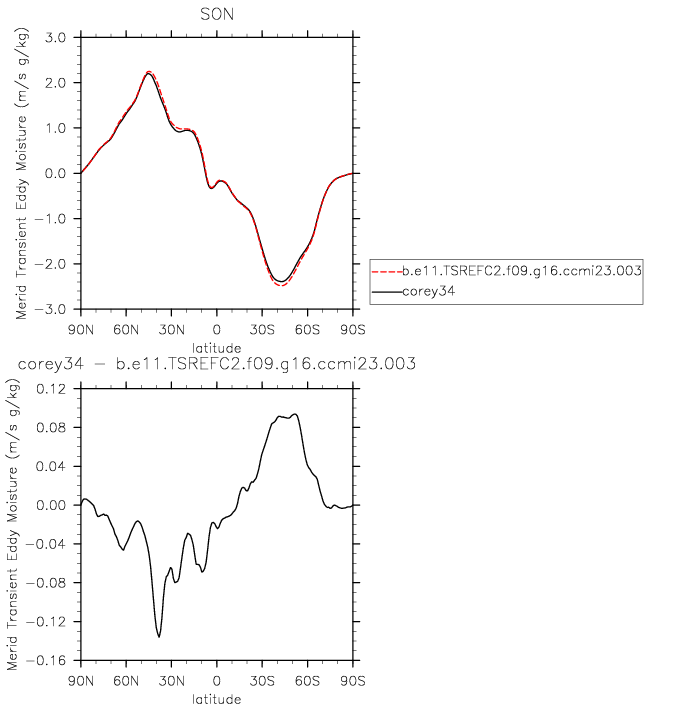 SON
Merid Transient Eddy Moisture (m/s g/kg)
3.0
2.0
1.0
0.0
−1.0
−2.0
−3.0
90N 60N 30N 0 30S 60S 90S
latitude
b.e11.TSREFC2.f09.g16.ccmi23.003
corey34
corey34 − b.e11.TSREFC2.f09.g16.ccmi23.003
Merid Transient Eddy Moisture (m/s g/kg)
0.12
0.08
0.04
0.00
−0.04
−0.08
−0.12
−0.16
90N 60N 30N 0 30S 60S 90S
latitude